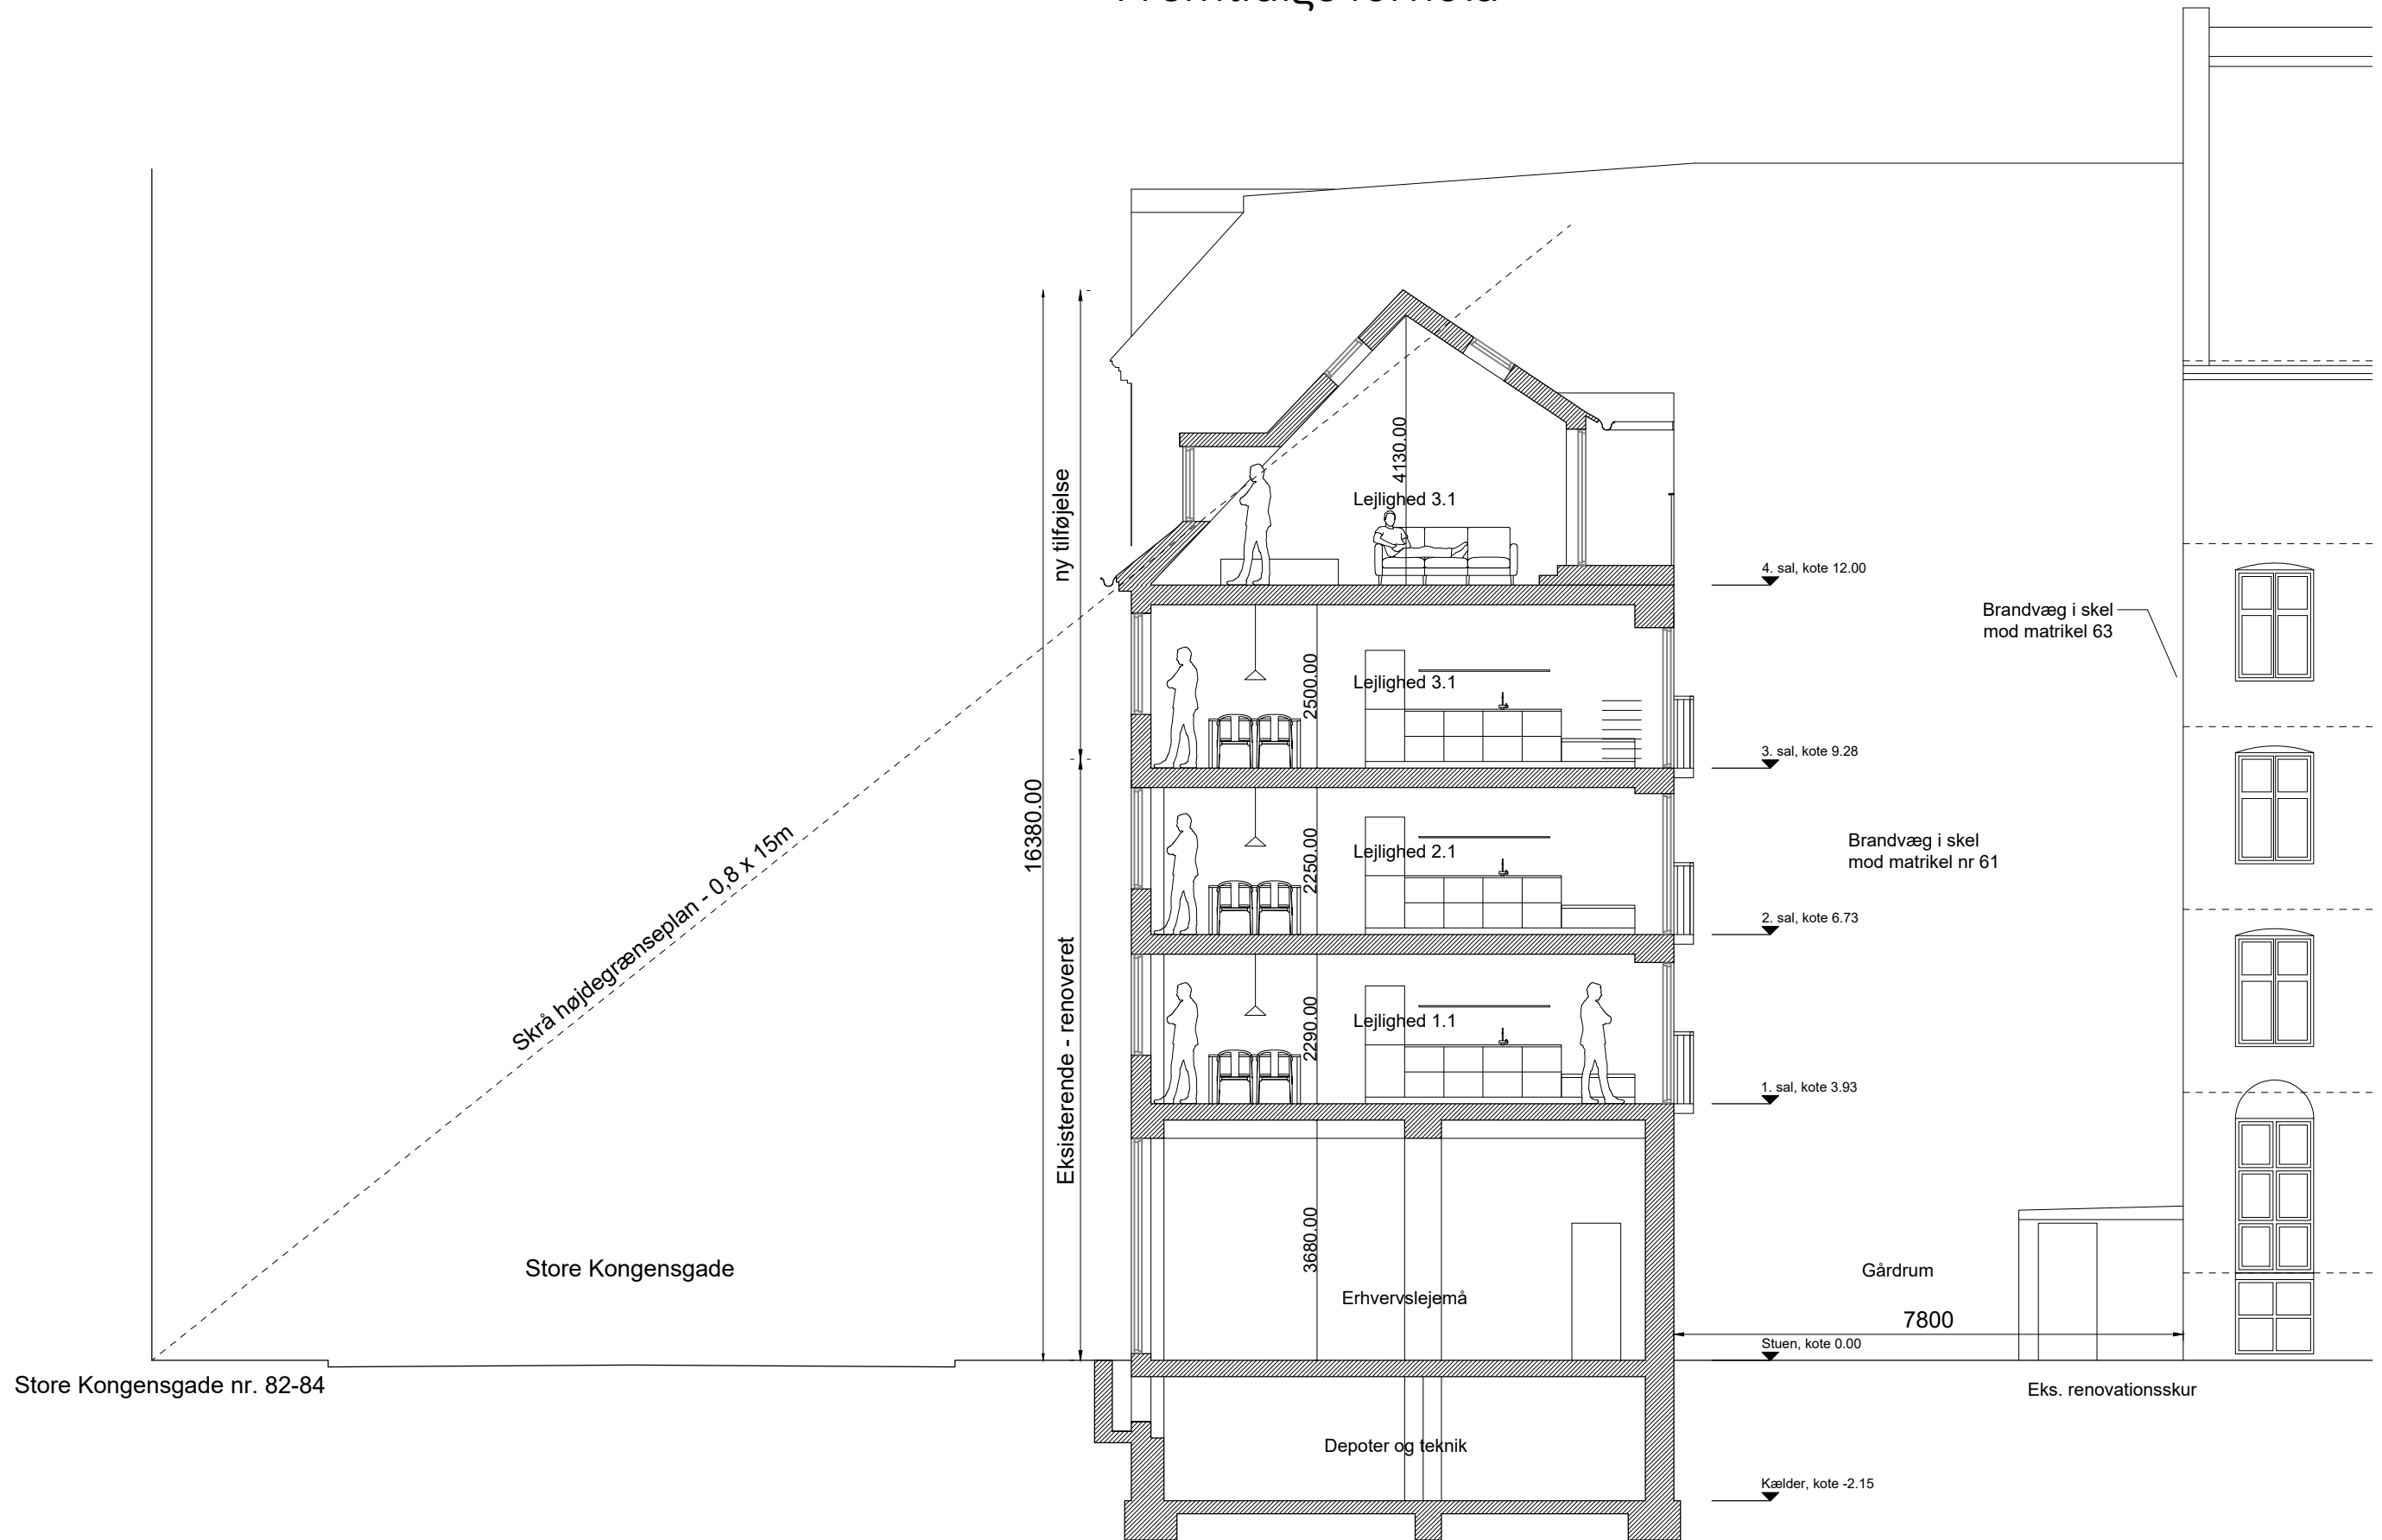 Fremtidige forhold
16380.00
ny tilføjelse
Eksisterende - renoveret
4130.00
Lejlighed 3.1
4. sal, kote 12.00
Brandvæg i skel
mod matrikel 63
2500.00
Lejlighed 3.1
3. sal, kote 9.28
2250.00
Lejlighed 2.1
Brandvæg i skel
mod matrikel nr 61
2. sal, kote 6.73
Skrå højdegrænseplan - 0,8 x 15m
2290.00
Lejlighed 1.1
1. sal, kote 3.93
3680.00
Store Kongensgade
Erhvervslejemå
Gårdrum
7800
Stuen, kote 0.00
Store Kongensgade nr. 82-84
Eks. renovationsskur
Depoter og teknik
Kælder, kote -2.15